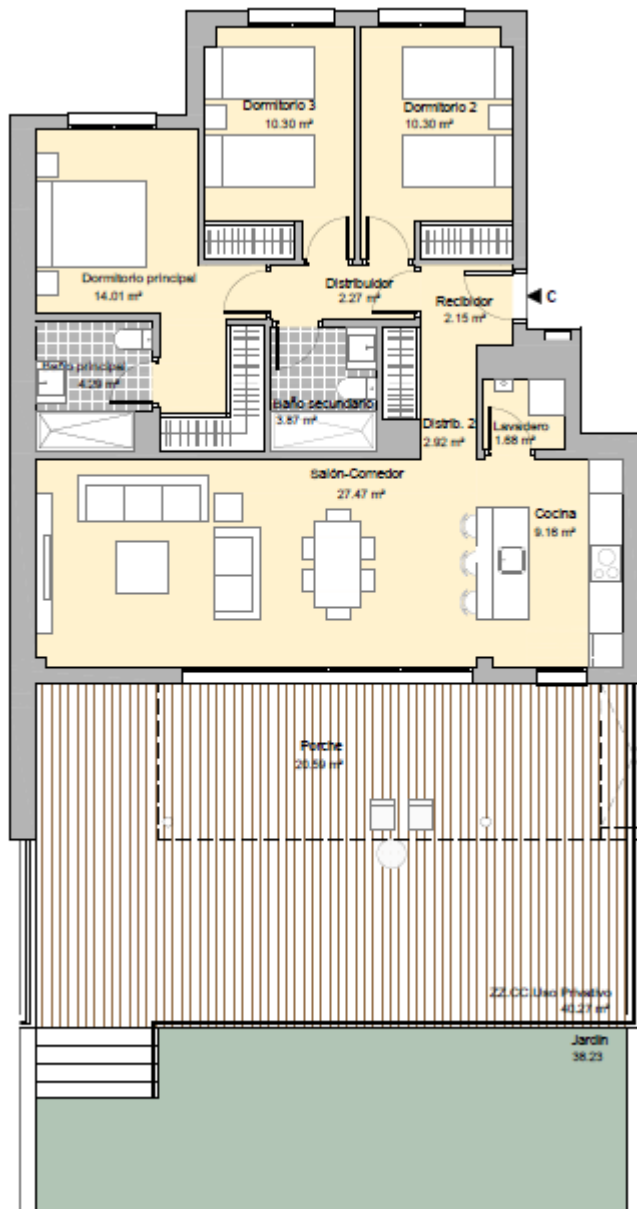 Dormitorio 3
10.30 m²
Dormitorio 2
10.30 m²
Dormitorio principal
14.01 m²
Distribuidor
2.27 m²
Recibidor
2.15 m²
C
Baño principal
4.29 m²
Baño secundario
3.87 m²
Distrib. 2
2.92 m²
Lavadero
1.68 m²
Salón-Comedor
27.47 m²
Cocina
9.16 m²
Porche
20.59 m²
ZZ.CC.Uso Privativo
40.27 m²
Jardín
38.23